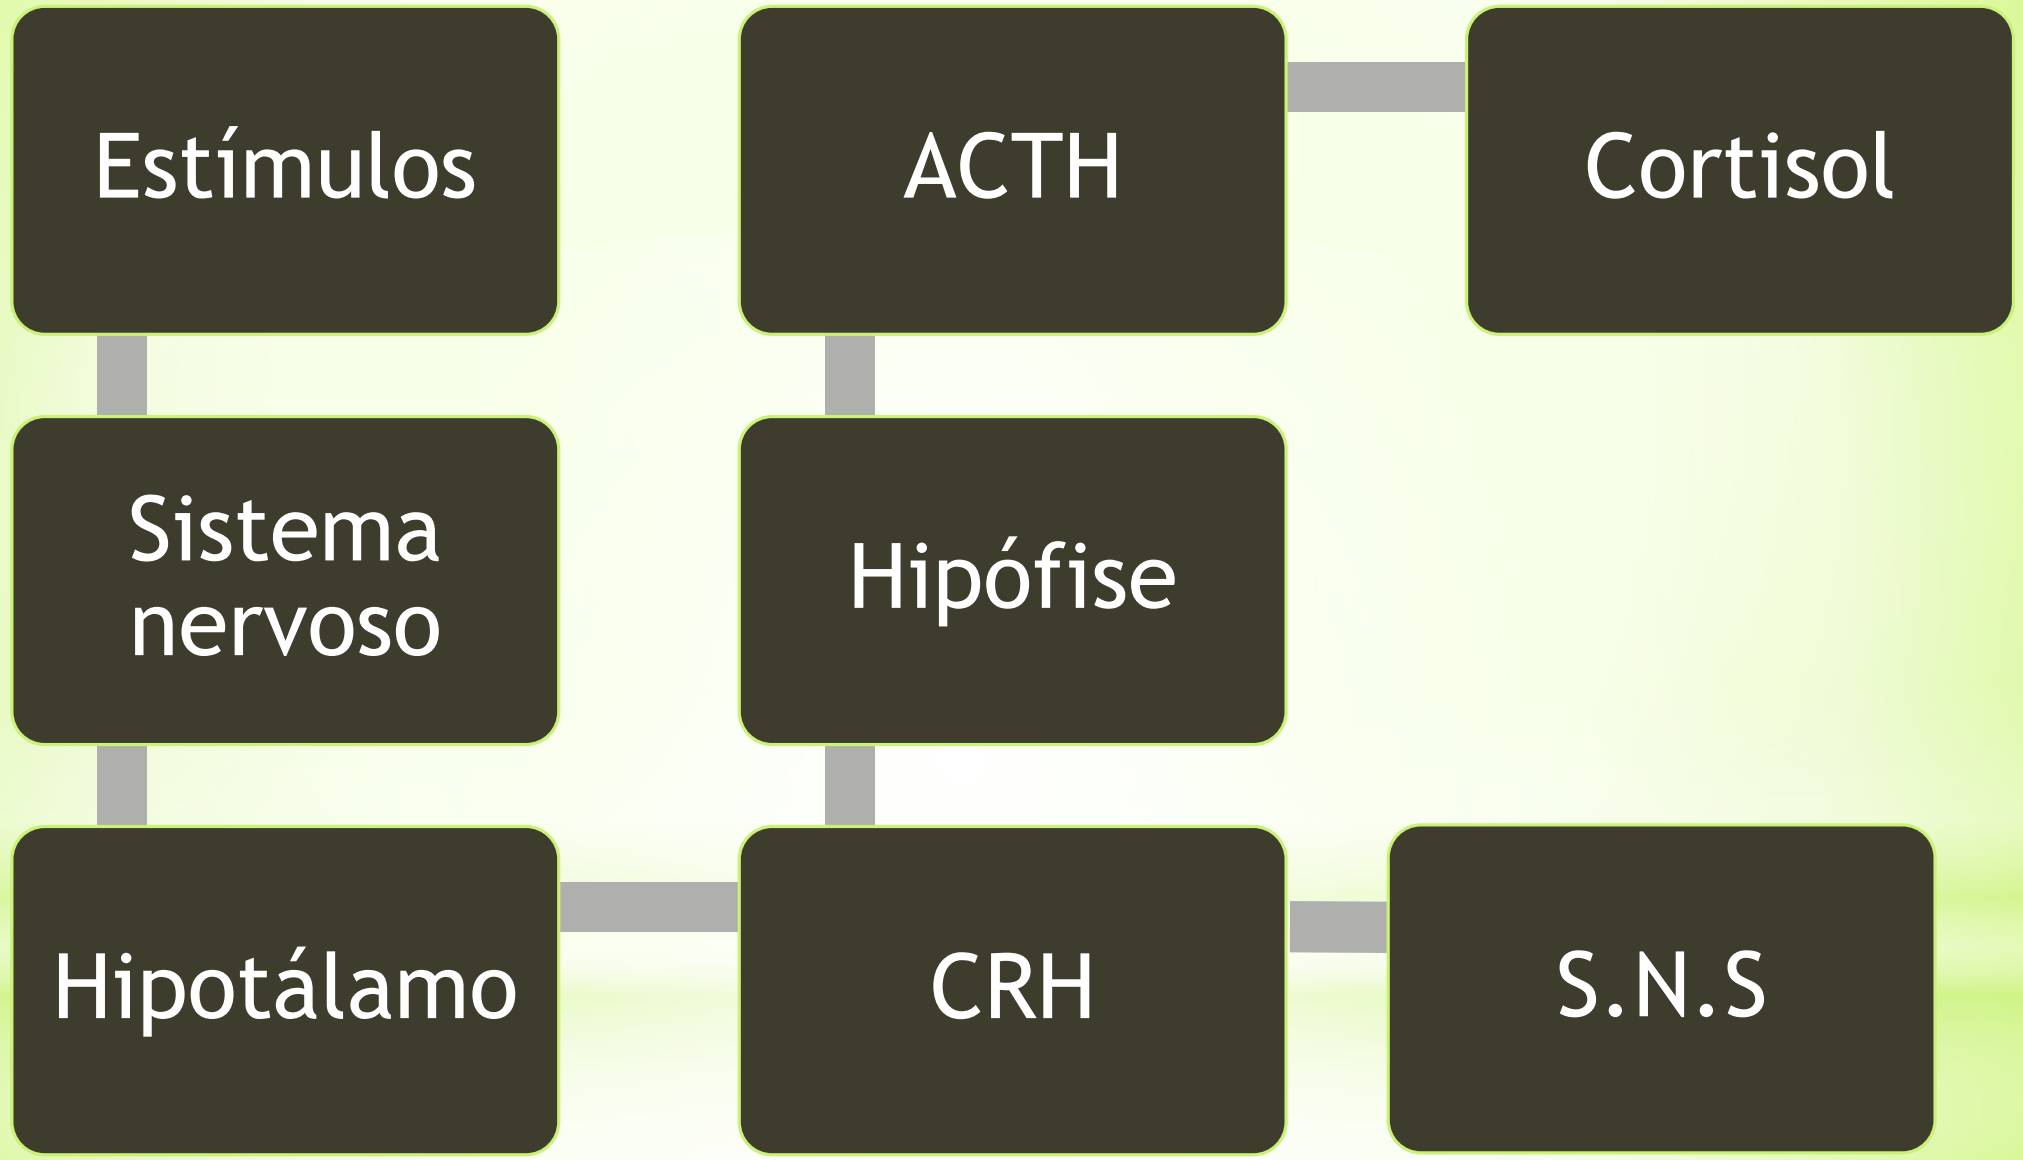 Estímulos
Sistema
nervoso
Hipotálamo
CRH
Hipófise
ACTH
Cortisol
S.N.S